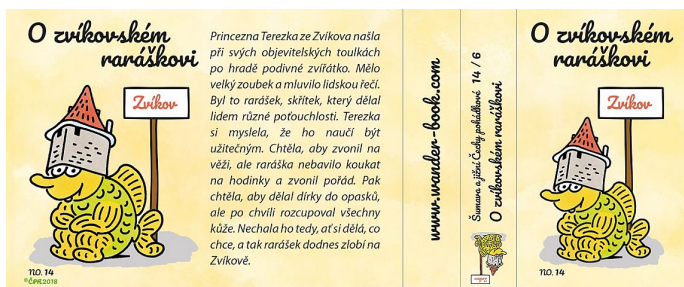 O zvíkovském
raráškovi
Zvíkov
NO. 14
©ČPR 2018
Princezna Terezka ze Zvíkova našla
při svých objevitelských toulkách
po hradě podivné zvířátko. Mělo
velký zoubek a mluvilo lidskou řečí.
Byl to rarášek, skřítek, který dělal
lidem různé poťouchlosti. Terezka
si myslela, že ho naučí být
užitečným. Chtěla, aby zvonil na
věži, ale raráška nebavilo koukat
na hodinky a zvonil pořád. Pak
chtěla, aby dělal dírky do opasků,
ale po chvíli rozcupoval všechny
kůže. Nechala ho tedy, ať si dělá, co
chce, a tak rarášek dodnes zlobí na
Zvíkově.
www.wander-book.com
Šumava a jižní Čechy pohádkové 14 / 6
O zvíkovském raráškovi
Zvíkov
O zvíkovském
raráškovi
Zvíkov
NO. 14